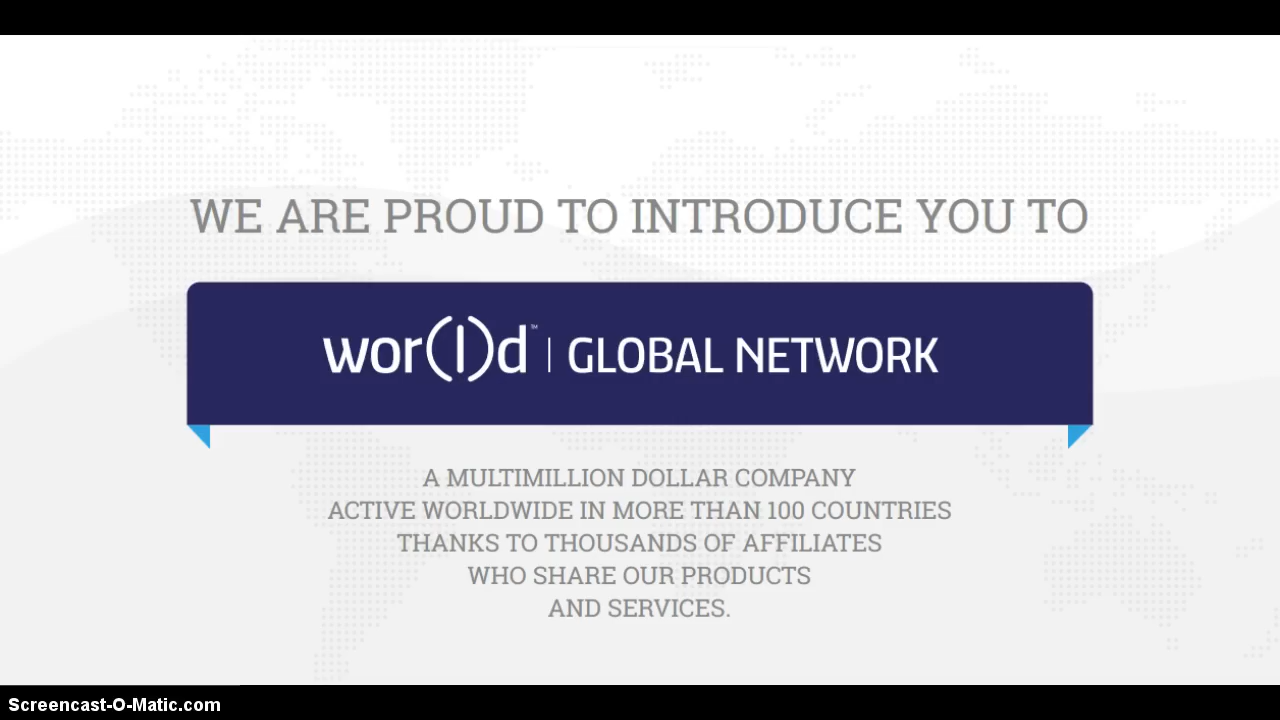 WE ARE PROUD TO INTRODUCE YOU TO
wor(l)d™ | GLOBAL NETWORK
A MULTIMILLION DOLLAR COMPANY
ACTIVE WORLDWIDE IN MORE THAN 100 COUNTRIES
THANKS TO THOUSANDS OF AFFILIATES
WHO SHARE OUR PRODUCTS
AND SERVICES.
Screencast-O-Matic.com